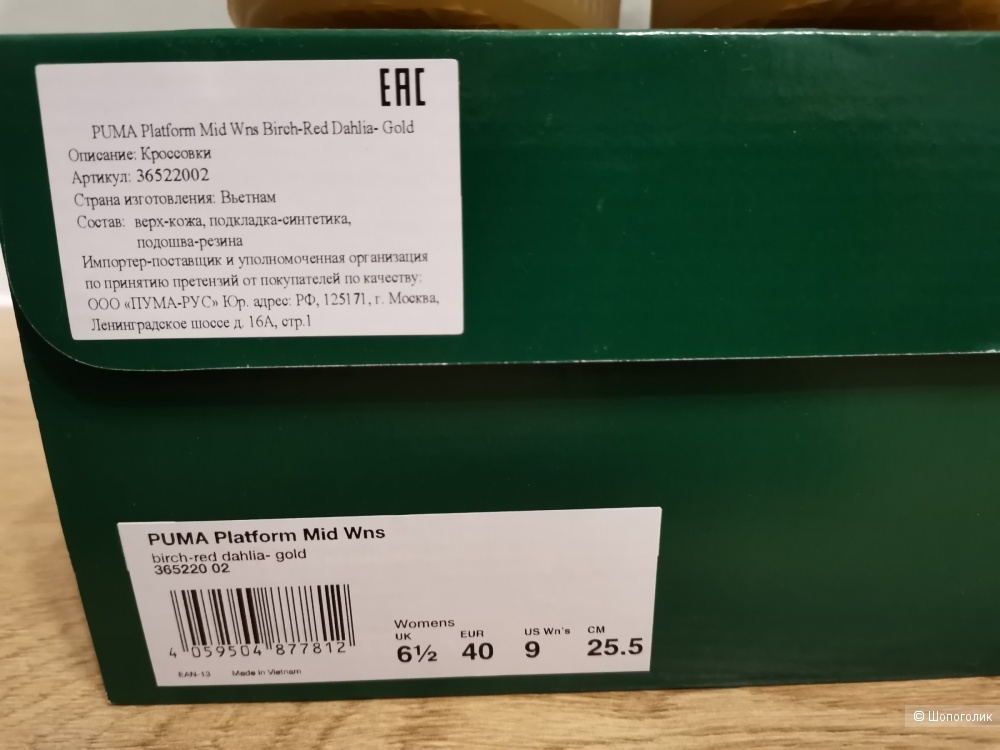 EAC
PUMA Platform Mid Wns Birch-Red Dahlia- Gold
Описание: Кроссовки
Артикул: 36522002
Страна изготовления: Вьетнам
Состав: верх-кожа, подкладка-синтетика,
подошва-резина
Импортер-поставщик и уполномоченная организация
по принятию претензий от покупателей по качеству:
ООО «ПУМА-РУС» Юр. адрес: РФ, 125171, г. Москва,
Ленинградское шоссе д. 16А, стр.1
PUMA Platform Mid Wns
birch-red dahlia- gold
365220 02
4 059504 877812
EAN-13 Made in Vietnam
Womens
UK EUR US Wn's CM
6½ 40 9 25.5
© Шопоголик